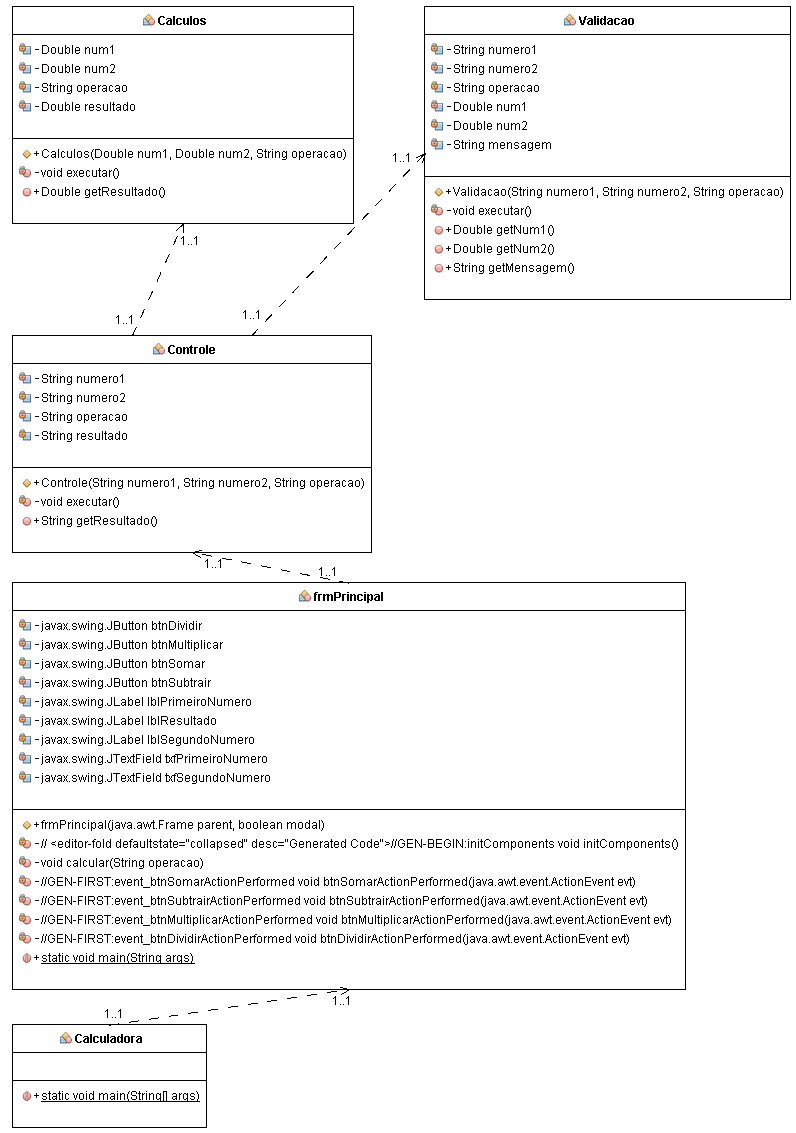 Calculos
- Double num1
- Double num2
- String operacao
- Double resultado
+ Calculos(Double num1, Double num2, String operacao)
- void executar()
+ Double getResultado()
Validacao
- String numero1
- String numero2
- String operacao
- Double num1
- Double num2
- String mensagem
+ Validacao(String numero1, String numero2, String operacao)
- void executar()
+ Double getNum1()
+ Double getNum2()
+ String getMensagem()
1..1
1..1
1..1
1..1
Controle
- String numero1
- String numero2
- String operacao
- String resultado
+ Controle(String numero1, String numero2, String operacao)
- void executar()
+ String getResultado()
1..1
1..1
frmPrincipal
- javax.swing.JButton btnDividir
- javax.swing.JButton btnMultiplicar
- javax.swing.JButton btnSomar
- javax.swing.JButton btnSubtrair
- javax.swing.JLabel lblPrimeiroNumero
- javax.swing.JLabel lblResultado
- javax.swing.JLabel lblSegundoNumero
- javax.swing.JTextField txfPrimeiroNumero
- javax.swing.JTextField txfSegundoNumero
+ frmPrincipal(java.awt.Frame parent, boolean modal)
- // <editor-fold defaultstate="collapsed" desc="Generated Code">//GEN-BEGIN:initComponents void initComponents()
- void calcular(String operacao)
- //GEN-FIRST:event_btnSomarActionPerformed void btnSomarActionPerformed(java.awt.event.ActionEvent evt)
- //GEN-FIRST:event_btnSubtrairActionPerformed void btnSubtrairActionPerformed(java.awt.event.ActionEvent evt)
- //GEN-FIRST:event_btnMultiplicarActionPerformed void btnMultiplicarActionPerformed(java.awt.event.ActionEvent evt)
- //GEN-FIRST:event_btnDividirActionPerformed void btnDividirActionPerformed(java.awt.event.ActionEvent evt)
+ static void main(String args)
1..1
1..1
Calculadora
+ static void main(String[] args)